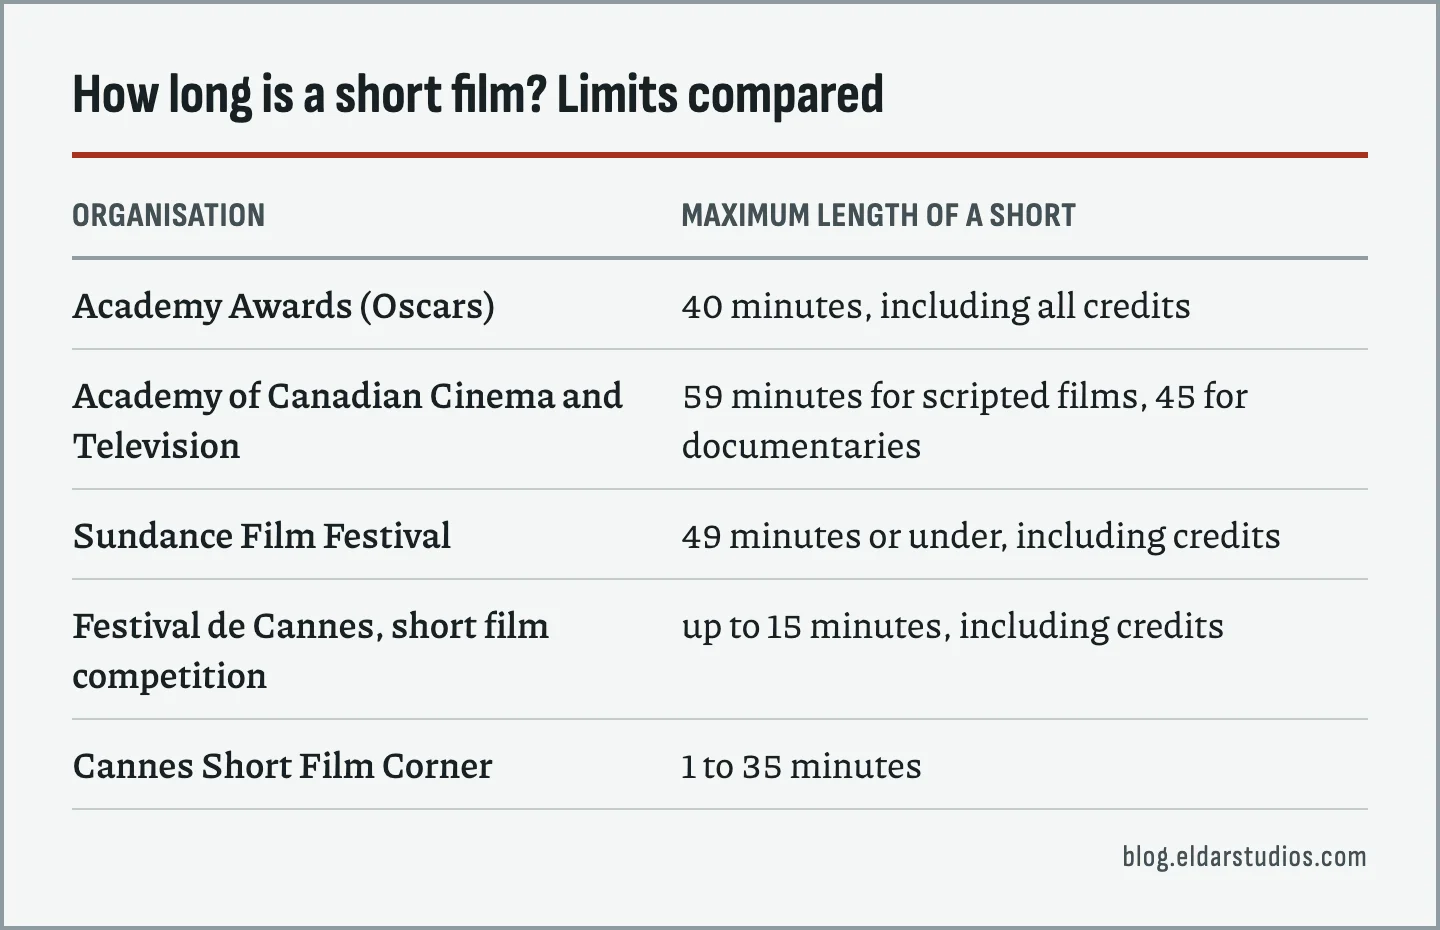 How long is a short film? Limits compared
ORGANISATION MAXIMUM LENGTH OF A SHORT
Academy Awards (Oscars) 40 minutes, including all credits
Academy of Canadian Cinema and 59 minutes for scripted films, 45 for
Television documentaries
Sundance Film Festival 49 minutes or under, including credits
Festival de Cannes, short film up to 15 minutes, including credits
competition
Cannes Short Film Corner 1 to 35 minutes
blog.eldarstudios.com